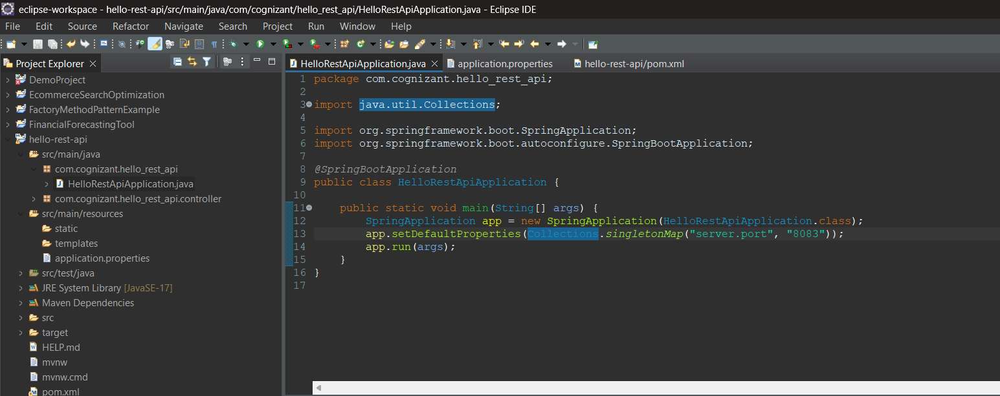 eclipse-workspace - hello-rest-api/src/main/java/com/cognizant/hello_rest_api/HelloRestApiApplication.java - Eclipse IDE
File Edit Source Refactor Navigate Search Project Run Window Help
Project Explorer
DemoProject
EcommerceSearchOptimization
FactoryMethodPatternExample
FinancialForecastingTool
hello-rest-api
src/main/java
com.cognizant.hello_rest_api
HelloRestApiApplication.java
com.cognizant.hello_rest_api.controller
src/main/resources
static
templates
application.properties
src/test/java
JRE System Library [JavaSE-17]
Maven Dependencies
src
target
HELP.md
mvnw
mvnw.cmd
pom.xml
HelloRestApiApplication.java application.properties hello-rest-api/pom.xml
1 package com.cognizant.hello_rest_api;
2
3 import java.util.Collections;
4
5 import org.springframework.boot.SpringApplication;
6 import org.springframework.boot.autoconfigure.SpringBootApplication;
7
8 @SpringBootApplication
9 public class HelloRestApiApplication {
10
11 public static void main(String[] args) {
12 SpringApplication app = new SpringApplication(HelloRestApiApplication.class);
13 app.setDefaultProperties(Collections.singletonMap("server.port", "8083"));
14 app.run(args);
15 }
16 }
17